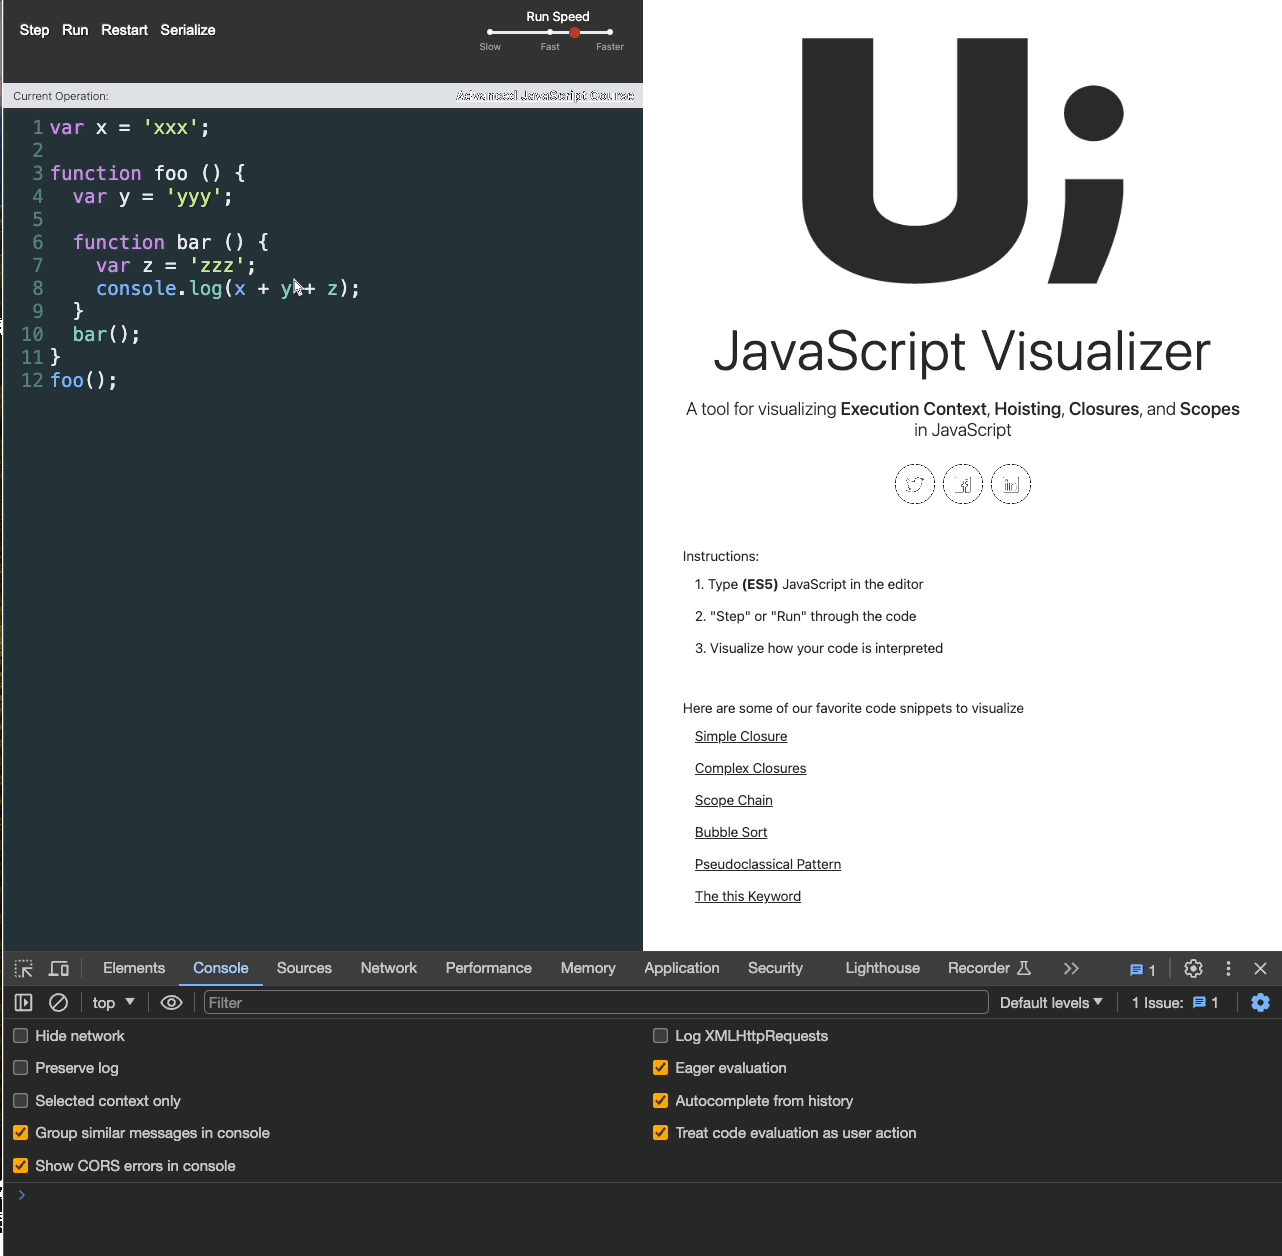 Step Run Restart Serialize
Run Speed
Slow Fast Faster
Current Operation:
Advanced JavaScript Course
1 var x = 'xxx';
2
3 function foo () {
4 var y = 'yyy';
5
6 function bar () {
7 var z = 'zzz';
8 console.log(x + y + z);
9 }
10 bar();
11 }
12 foo();
Ui
JavaScript Visualizer
A tool for visualizing Execution Context, Hoisting, Closures, and Scopes
in JavaScript
Instructions:
1. Type (ES5) JavaScript in the editor
2. "Step" or "Run" through the code
3. Visualize how your code is interpreted
Here are some of our favorite code snippets to visualize
Simple Closure
Complex Closures
Scope Chain
Bubble Sort
Pseudoclassical Pattern
The this Keyword
Elements Console Sources Network Performance Memory Application Security Lighthouse Recorder 1
top Filter Default levels 1 Issue: 1
Hide network
Log XMLHttpRequests
Preserve log
Eager evaluation
Selected context only
Autocomplete from history
Group similar messages in console
Treat code evaluation as user action
Show CORS errors in console